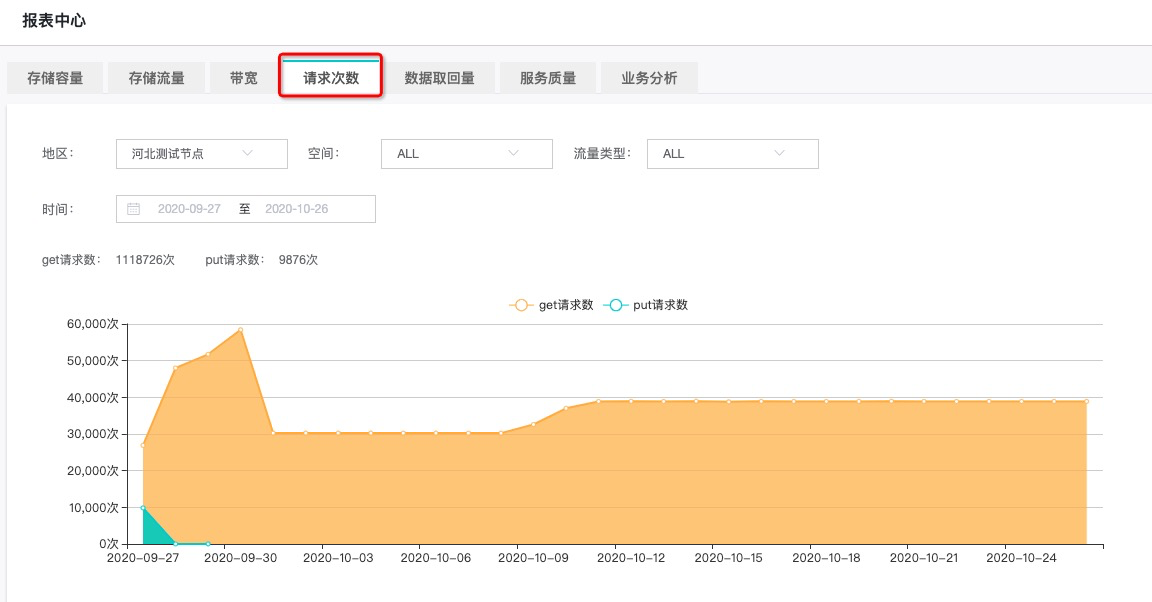 报表中心
存储容量 存储流量 带宽 请求次数 数据取回量 服务质量 业务分析
地区： 河北测试节点 空间： ALL 流量类型： ALL
时间： 2020-09-27 至 2020-10-26
get请求数： 1118726次 put请求数： 9876次
get请求数 put请求数
60,000次
50,000次
40,000次
30,000次
20,000次
10,000次
0次
2020-09-27 2020-09-30 2020-10-03 2020-10-06 2020-10-09 2020-10-12 2020-10-15 2020-10-18 2020-10-21 2020-10-24